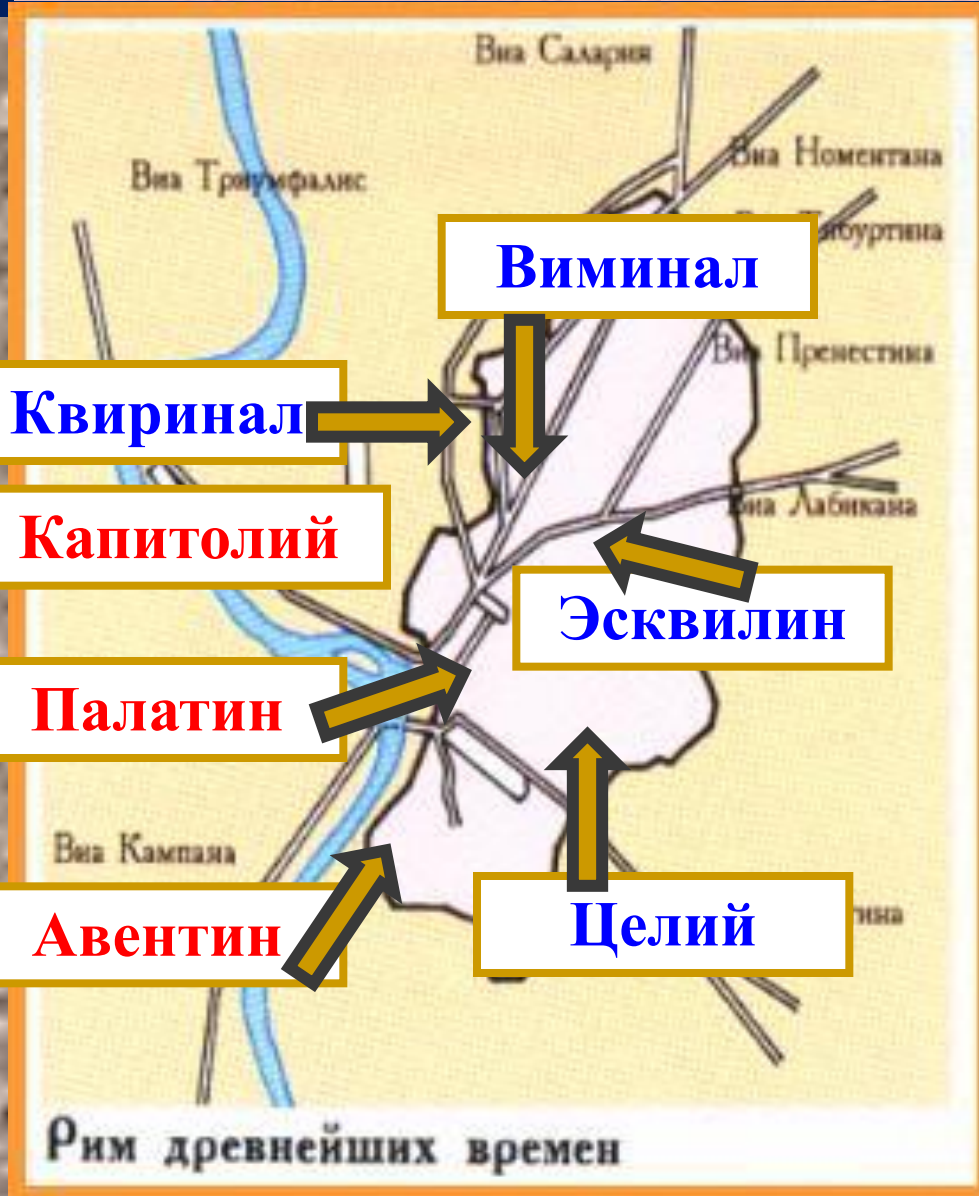 Виа Салария
Виа Номентана
Виа Триумфалис
Виминал
Виа Пренестина
Квиринал
Виа Лабикана
Капитолий
Эсквилин
Палатин
Виа Кампана
Авентин
Целий
Рим древнейших времен